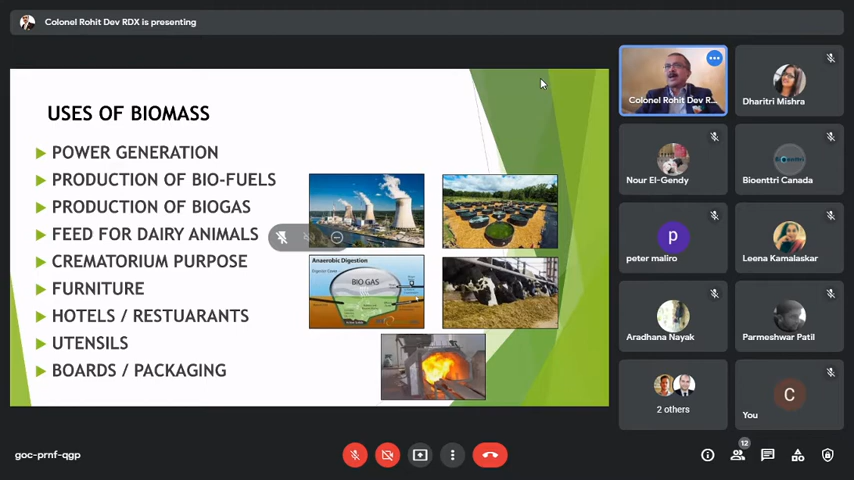 Colonel Rohit Dev RDX is presenting
USES OF BIOMASS
POWER GENERATION
PRODUCTION OF BIO-FUELS
PRODUCTION OF BIOGAS
FEED FOR DAIRY ANIMALS
CREMATORIUM PURPOSE
FURNITURE
HOTELS / RESTUARANTS
UTENSILS
BOARDS / PACKAGING
Anaerobic Digestion
BIO GAS
Colonel Rohit Dev R...
Dharitri Mishra
Nour El-Gendy
Bioenttri Canada
peter maliro
Leena Kamalaskar
Aradhana Nayak
Parmeshwar Patil
2 others
You
p
C
goc-prnf-qgp
12